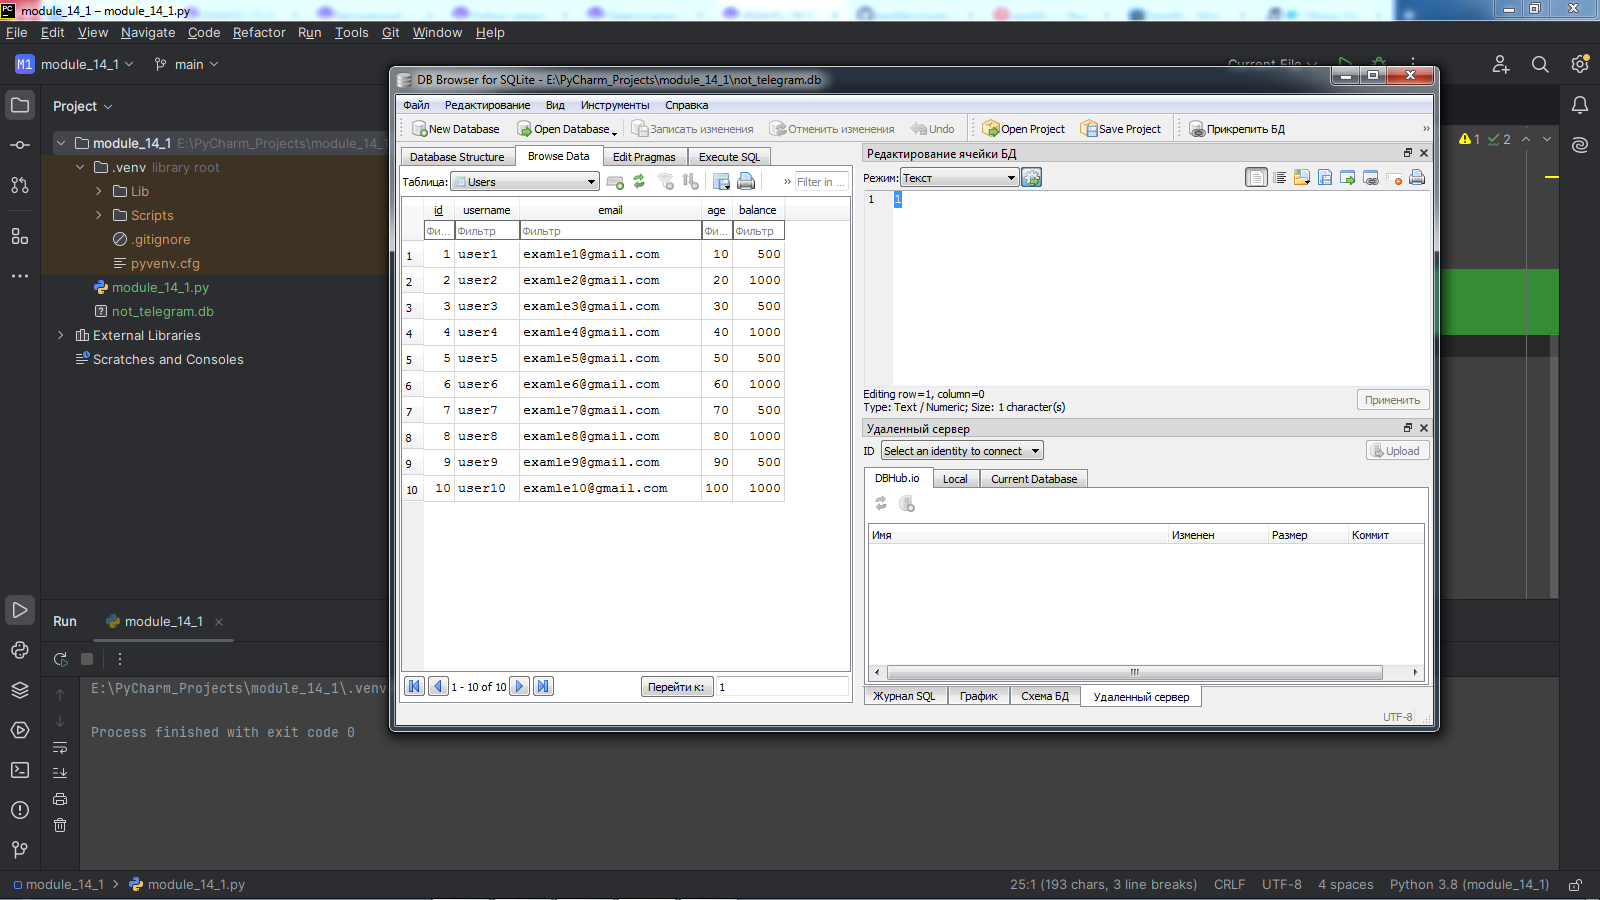 module_14_1 – module_14_1.py
File Edit View Navigate Code Refactor Run Tools Git Window Help
M1 module_14_1 main Current File
Project
module_14_1 E:\PyCharm_Projects\module_14_1
.venv library root
Lib
Scripts
.gitignore
pyvenv.cfg
module_14_1.py
not_telegram.db
External Libraries
Scratches and Consoles
1 2
DB Browser for SQLite - E:\PyCharm_Projects\module_14_1\not_telegram.db
Файл Редактирование Вид Инструменты Справка
New Database Open Database Записать изменения Отменить изменения Undo Open Project Save Project Прикрепить БД »
Database Structure Browse Data Edit Pragmas Execute SQL
Таблица: Users » Filter in ...
id username email age balance
Фи... Фильтр Фильтр Фи... Фильтр
1 1 user1 examle1@gmail.com 10 500
2 2 user2 examle2@gmail.com 20 1000
3 3 user3 examle3@gmail.com 30 500
4 4 user4 examle4@gmail.com 40 1000
5 5 user5 examle5@gmail.com 50 500
6 6 user6 examle6@gmail.com 60 1000
7 7 user7 examle7@gmail.com 70 500
8 8 user8 examle8@gmail.com 80 1000
9 9 user9 examle9@gmail.com 90 500
10 10 user10 examle10@gmail.com 100 1000
1 - 10 of 10 Перейти к: 1
Редактирование ячейки БД
Режим: Текст
1 1
Editing row=1, column=0
Type: Text / Numeric; Size: 1 character(s)
Применить
Удаленный сервер
ID Select an identity to connect Upload
DBHub.io Local Current Database
Имя Изменен Размер Коммит
Журнал SQL График Схема БД Удаленный сервер
UTF-8
Run module_14_1
E:\PyCharm_Projects\module_14_1\.venv
Process finished with exit code 0
module_14_1 > module_14_1.py 25:1 (193 chars, 3 line breaks) CRLF UTF-8 4 spaces Python 3.8 (module_14_1)